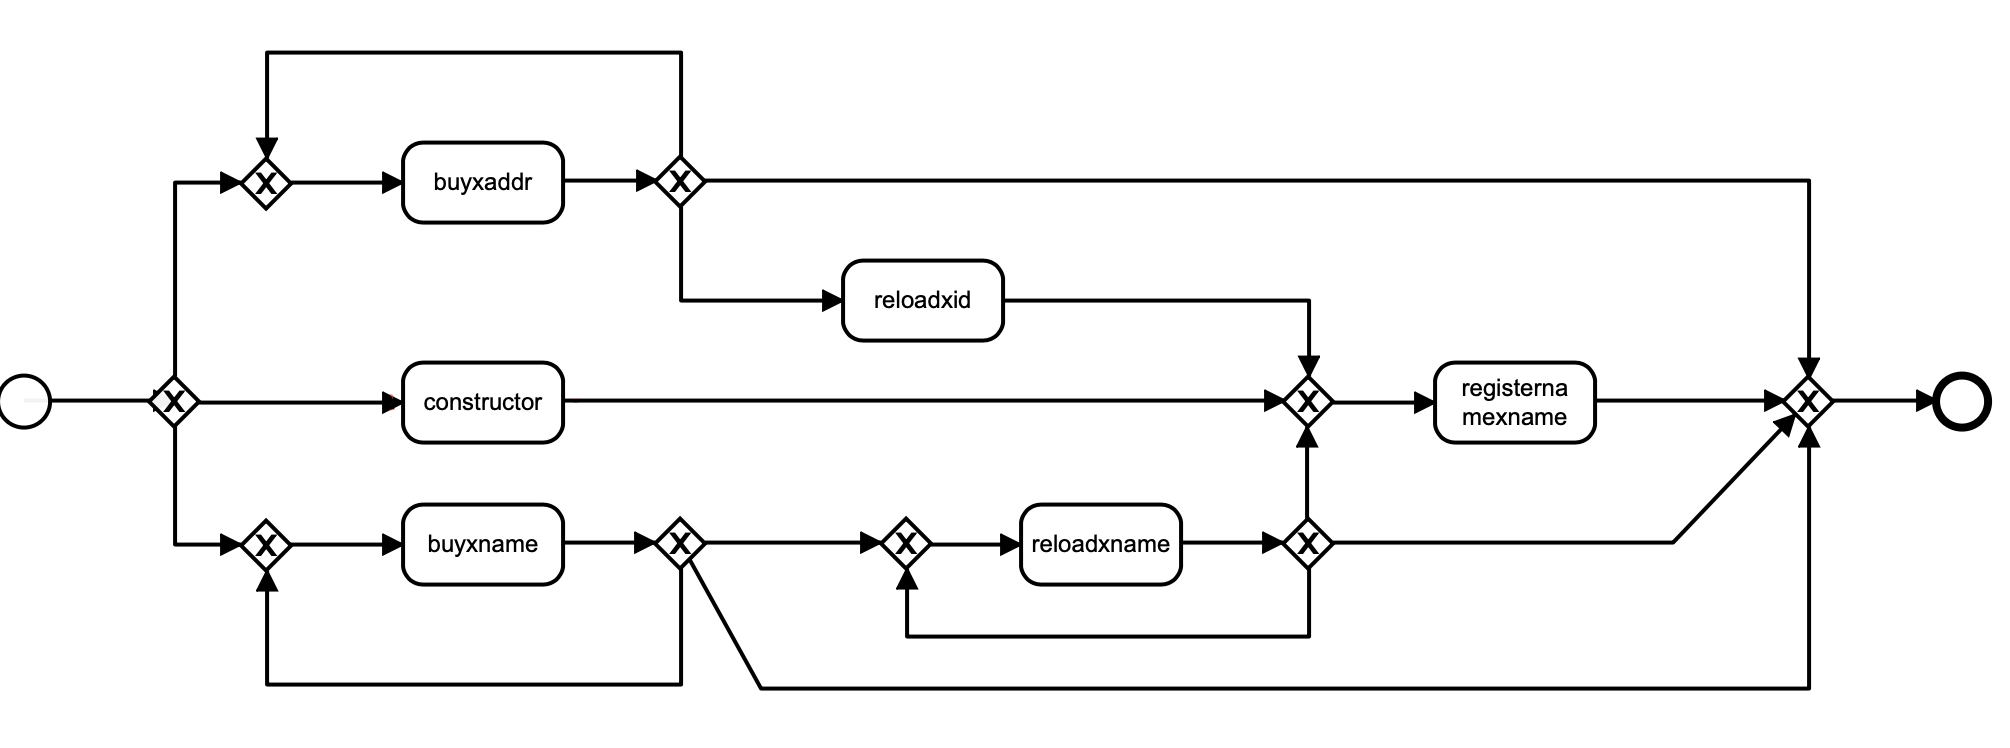 buyxaddr
reloadxid
constructor
registerna
mexname
buyxname
reloadxname